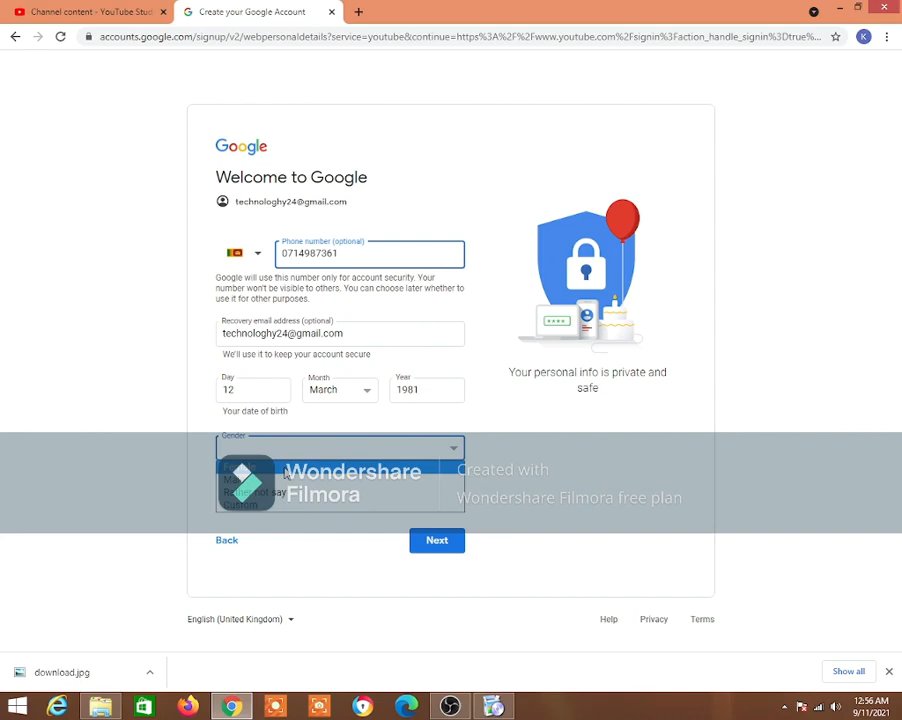 Channel content - YouTube Stud
Create your Google Account
accounts.google.com/signup/v2/webpersonaldetails?service=youtube&continue=https%3A%2F%2Fwww.youtube.com%2Fsignin%3Faction_handle_signin%3Dtrue%...
K
Google
Welcome to Google
technologhy24@gmail.com
Phone number (optional)
0714987361
Google will use this number only for account security. Your
number won't be visible to others. You can choose later whether to
use it for other purposes.
Recovery email address (optional)
technologhy24@gmail.com
We'll use it to keep your account secure
Day
Month
Year
12
March
1981
Your date of birth
Your personal info is private and
safe
Gender
Wondershare
Filmora
Created with
Wondershare Filmora free plan
Rather not say
Custom
Back
Next
English (United Kingdom)
Help
Privacy
Terms
download.jpg
Show all
12:56 AM
9/11/2021